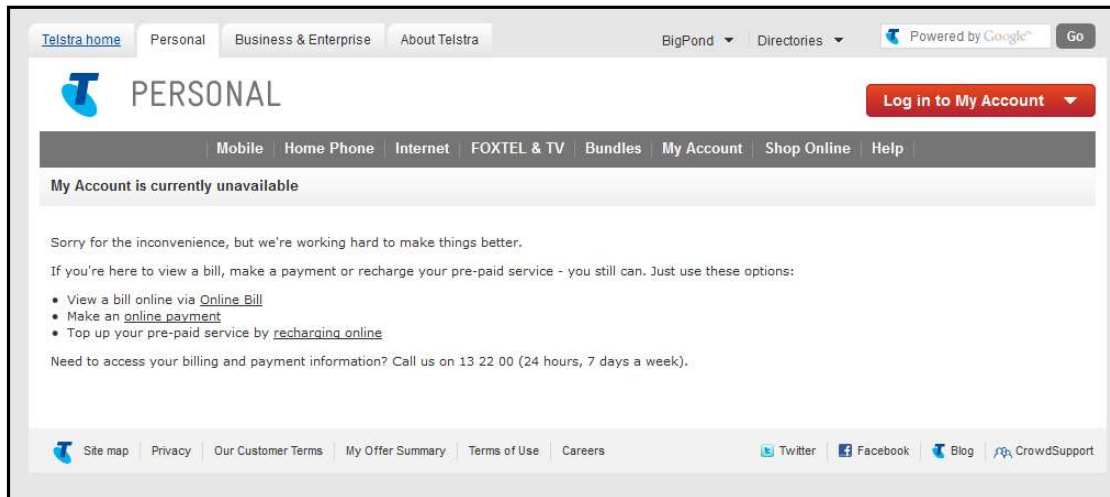 Telstra home Personal Business & Enterprise About Telstra BigPond Directories Powered by Google™ Go
PERSONAL
Log in to My Account
Mobile Home Phone Internet FOXTEL & TV Bundles My Account Shop Online Help
My Account is currently unavailable
Sorry for the inconvenience, but we're working hard to make things better.
If you're here to view a bill, make a payment or recharge your pre-paid service - you still can. Just use these options:
• View a bill online via Online Bill
• Make an online payment
• Top up your pre-paid service by recharging online
Need to access your billing and payment information? Call us on 13 22 00 (24 hours, 7 days a week).
Site map Privacy Our Customer Terms My Offer Summary Terms of Use Careers Twitter Facebook Blog CrowdSupport